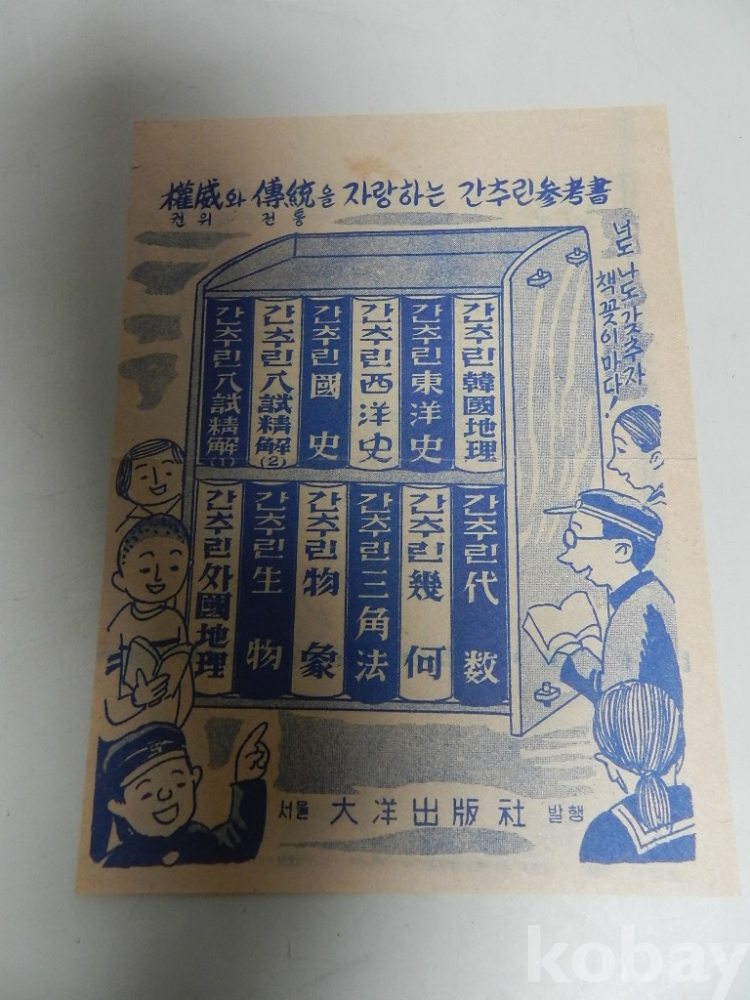 權威와 傳統을 자랑하는 간추린參考書
권위 전통
너도 나도 갖추자
책꽂이마다!
간추린 入試精解(1)
간추린 入試精解(2)
간추린 國史
간추린 西洋史
간추린 東洋史
간추린 韓國地理
간추린 外國地理
간추린 生物
간추린 物象
간추린 三角法
간추린 幾何
간추린 代数
서울 大洋出版社 발행
kobay